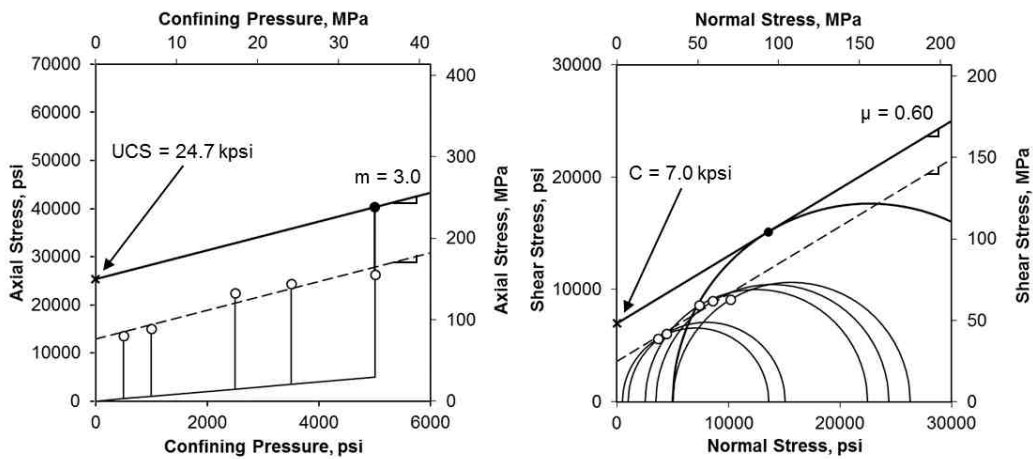 Confining Pressure, MPa
0 10 20 30 40
70000
60000
50000
40000
30000
20000
10000
0
Axial Stress, psi
UCS = 24.7 kpsi
m = 3.0
400
300
200
100
0
Axial Stress, MPa
0 2000 4000 6000
Confining Pressure, psi
Normal Stress, MPa
0 50 100 150 200
30000
20000
10000
0
Shear Stress, psi
μ = 0.60
C = 7.0 kpsi
200
150
100
50
0
Shear Stress, MPa
0 10000 20000 30000
Normal Stress, psi